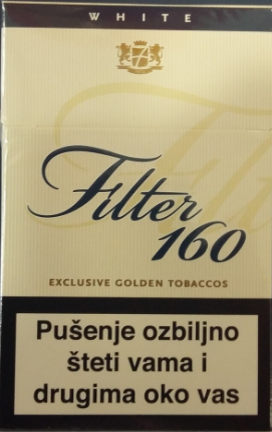 WHITE
Filter
160
EXCLUSIVE GOLDEN TOBACCOS
Pušenje ozbiljno
šteti vama i
drugima oko vas